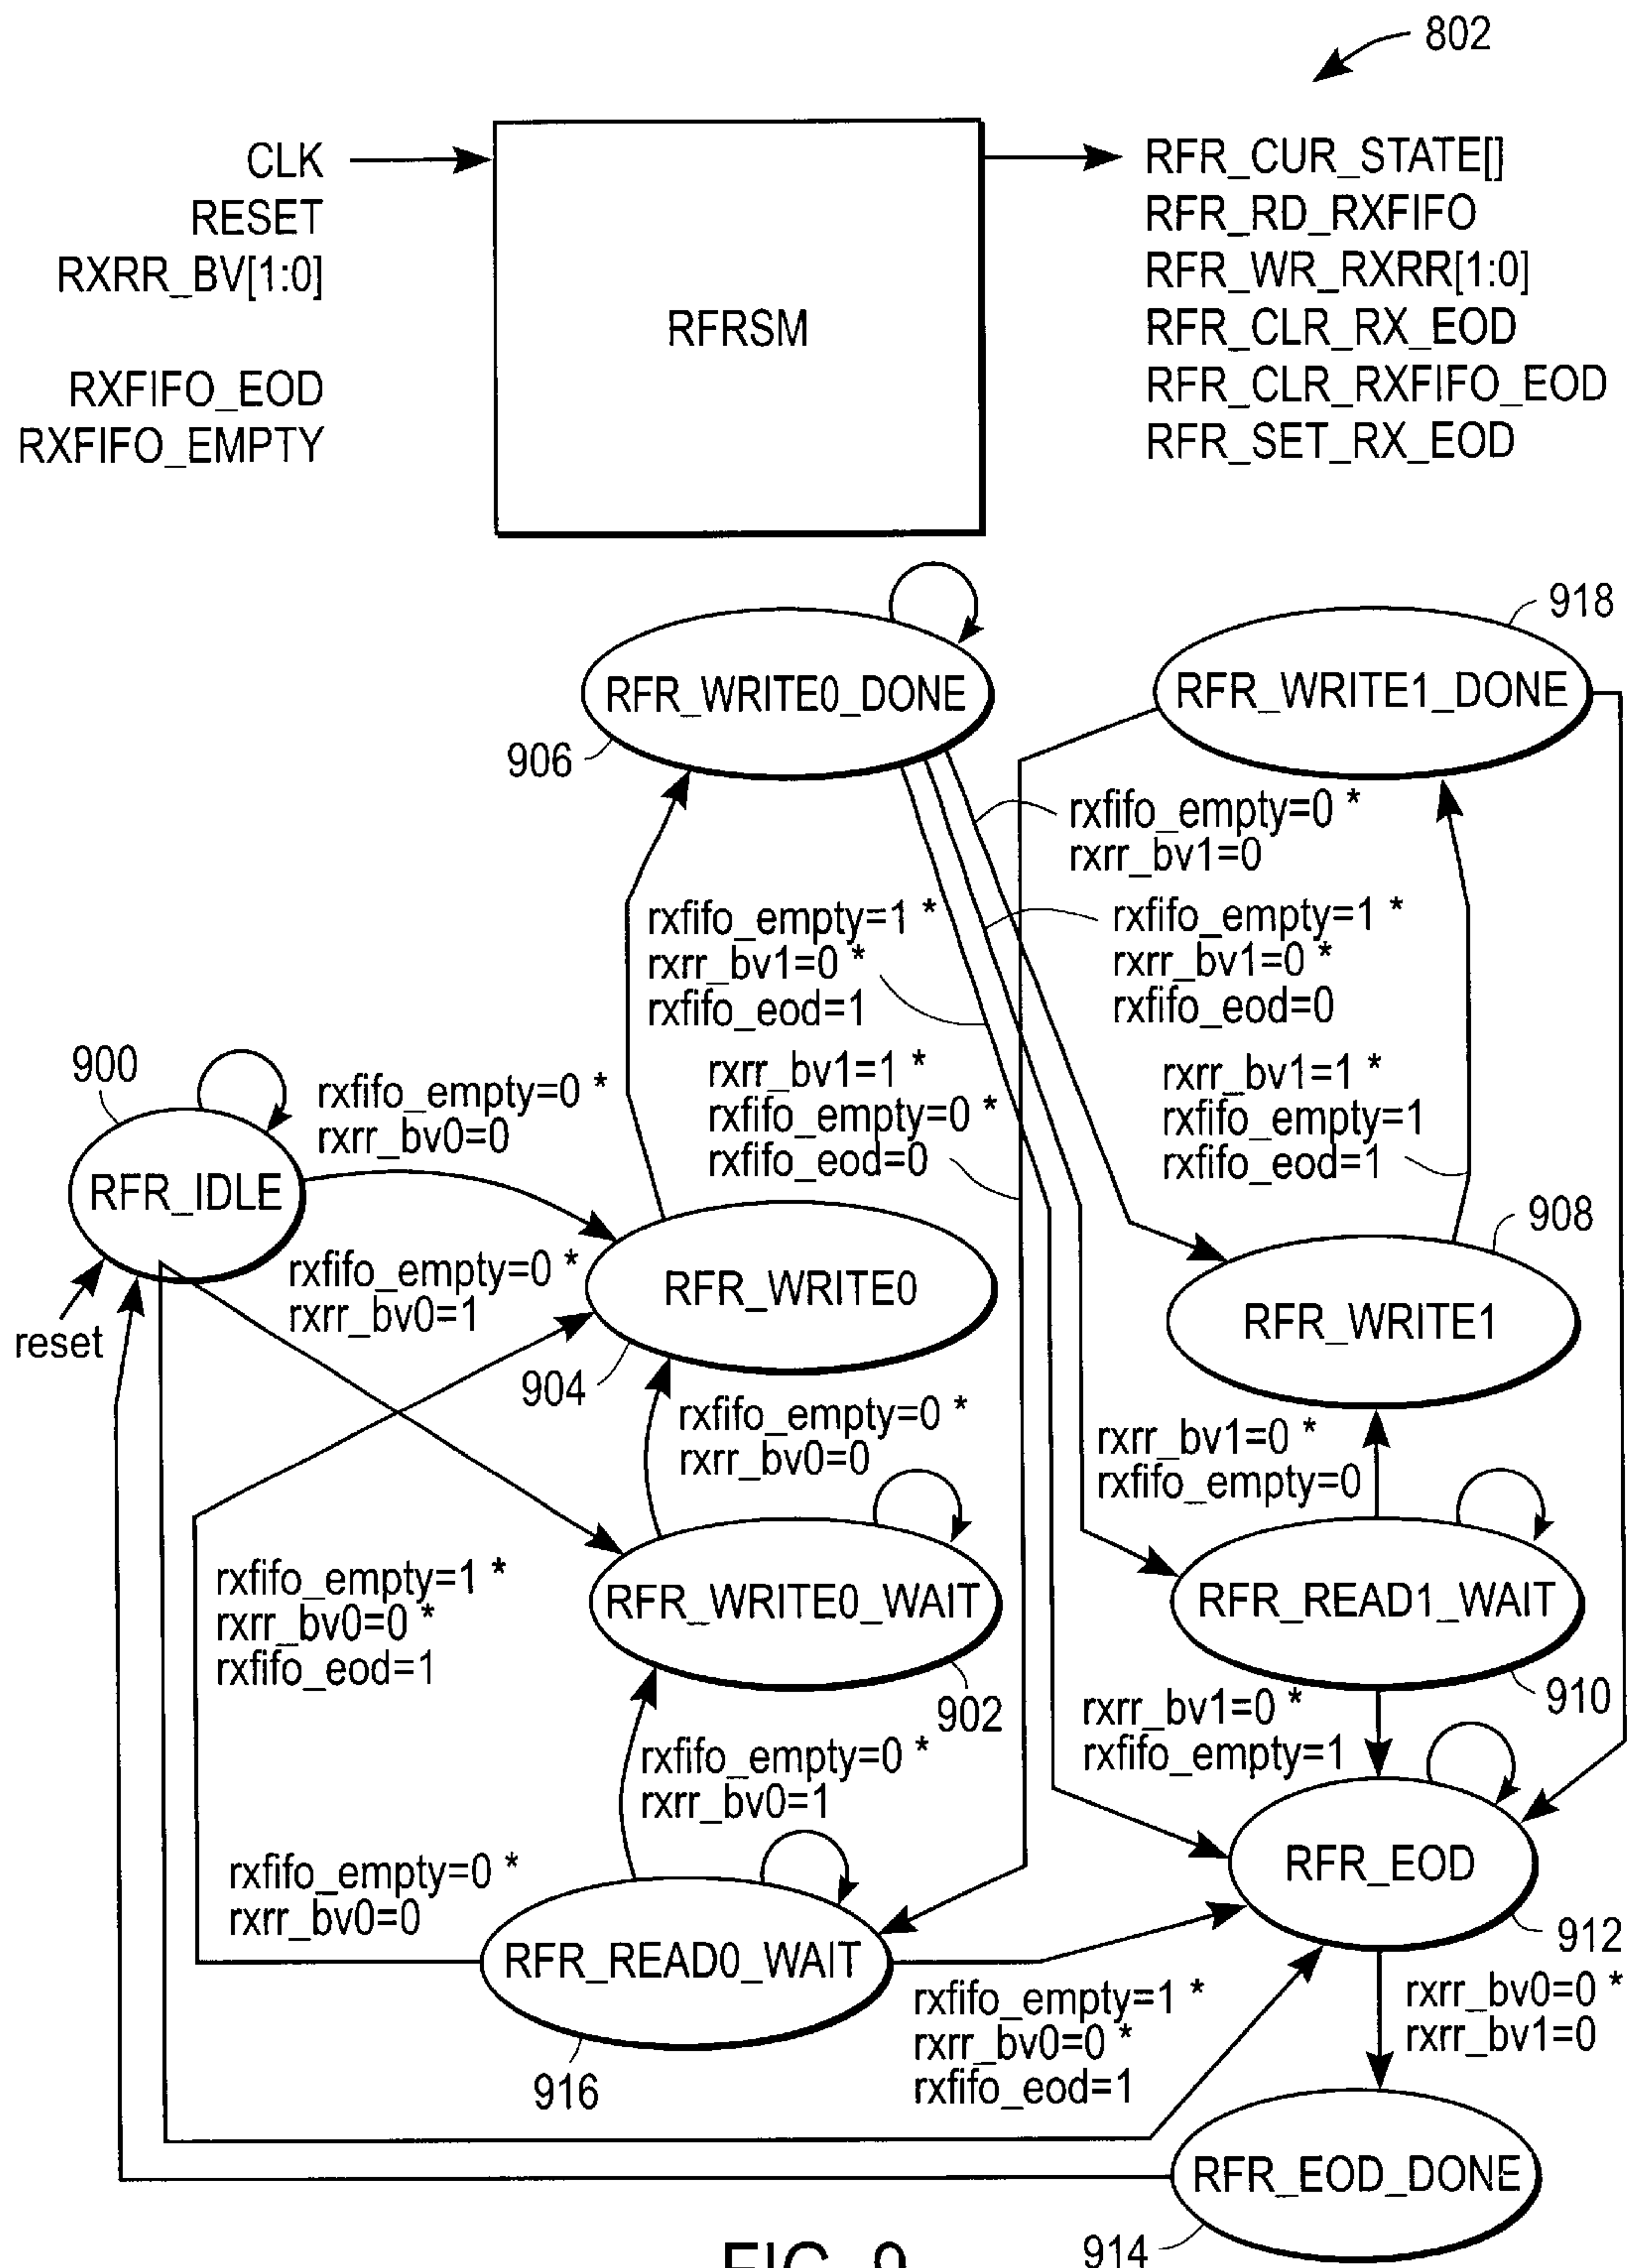 802
CLK
RESET
RXRR_BV[1:0]
RXFIFO_EOD
RXFIFO_EMPTY
RFRSM
RFR_CUR_STATE[]
RFR_RD_RXFIFO
RFR_WR_RXRR[1:0]
RFR_CLR_RX_EOD
RFR_CLR_RXFIFO_EOD
RFR_SET_RX_EOD
RFR_WRITE0_DONE
906
RFR_WRITE1_DONE
918
rxfifo_empty=0 *
rxrr_bv1=0
rxfifo_empty=1 *
rxrr_bv1=0 *
rxfifo_eod=1
rxfifo_empty=1 *
rxrr_bv1=0 *
rxfifo_eod=0
rxrr_bv1=1 *
rxfifo_empty=0 *
rxfifo_eod=0
rxrr_bv1=1 *
rxfifo_empty=1
rxfifo_eod=1
900
RFR_IDLE
reset
rxfifo_empty=0 *
rxrr_bv0=0
rxfifo_empty=0 *
rxrr_bv0=1
RFR_WRITE0
904
RFR_WRITE1
908
rxfifo_empty=0 *
rxrr_bv0=0
rxrr_bv1=0 *
rxfifo_empty=0
rxfifo_empty=1 *
rxrr_bv0=0 *
rxfifo_eod=1
RFR_WRITE0_WAIT
902
RFR_READ1_WAIT
910
rxfifo_empty=0 *
rxrr_bv0=1
rxrr_bv1=0 *
rxfifo_empty=1
rxfifo_empty=0 *
rxrr_bv0=0
RFR_READ0_WAIT
916
RFR_EOD
912
rxfifo_empty=1 *
rxrr_bv0=0 *
rxfifo_eod=1
rxrr_bv0=0 *
rxrr_bv1=0
RFR_EOD_DONE
914
FIG. 9